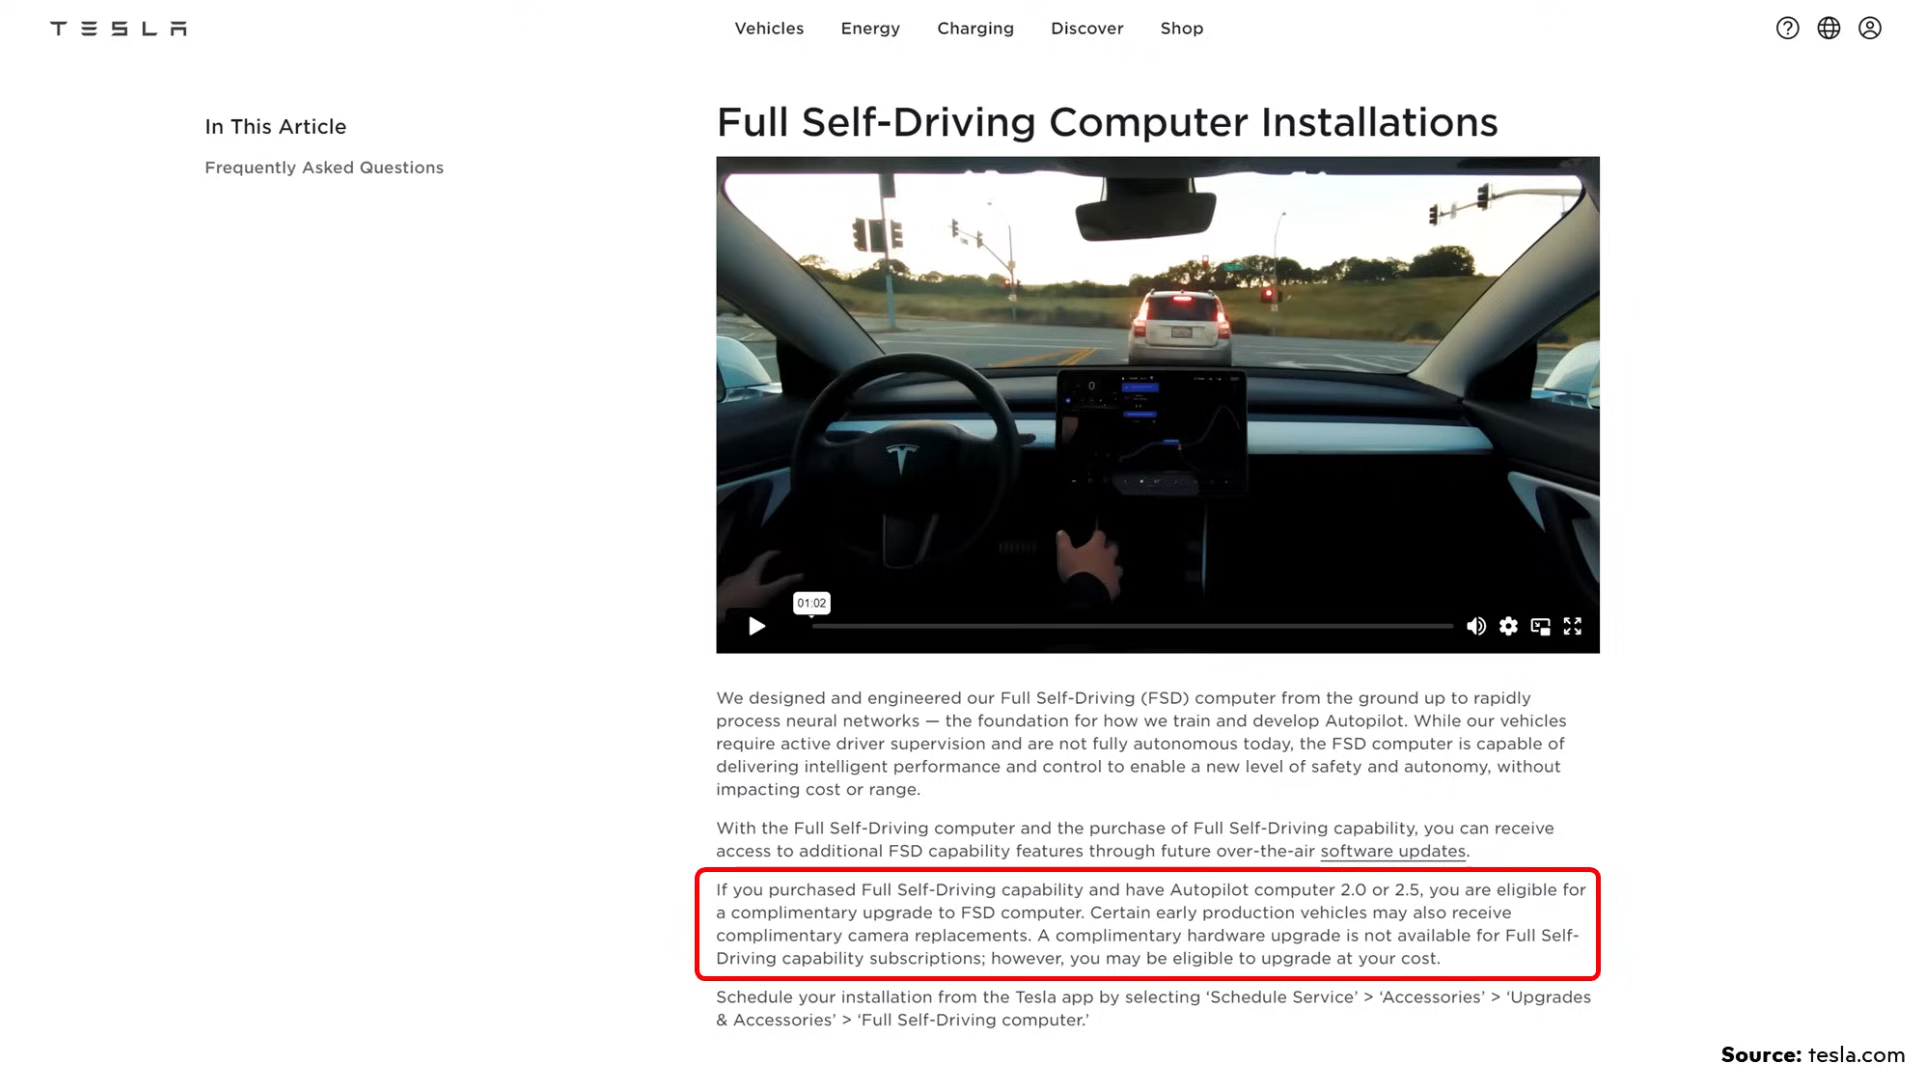 TESLA
Vehicles
Energy
Charging
Discover
Shop
In This Article
Frequently Asked Questions
Full Self-Driving Computer Installations
01:02
We designed and engineered our Full Self-Driving (FSD) computer from the ground up to rapidly
process neural networks — the foundation for how we train and develop Autopilot. While our vehicles
require active driver supervision and are not fully autonomous today, the FSD computer is capable of
delivering intelligent performance and control to enable a new level of safety and autonomy, without
impacting cost or range.
With the Full Self-Driving computer and the purchase of Full Self-Driving capability, you can receive
access to additional FSD capability features through future over-the-air software updates.
If you purchased Full Self-Driving capability and have Autopilot computer 2.0 or 2.5, you are eligible for
a complimentary upgrade to FSD computer. Certain early production vehicles may also receive
complimentary camera replacements. A complimentary hardware upgrade is not available for Full Self-
Driving capability subscriptions; however, you may be eligible to upgrade at your cost.
Schedule your installation from the Tesla app by selecting ‘Schedule Service’ > ‘Accessories’ > ‘Upgrades
& Accessories’ > ‘Full Self-Driving computer.’
Source: tesla.com